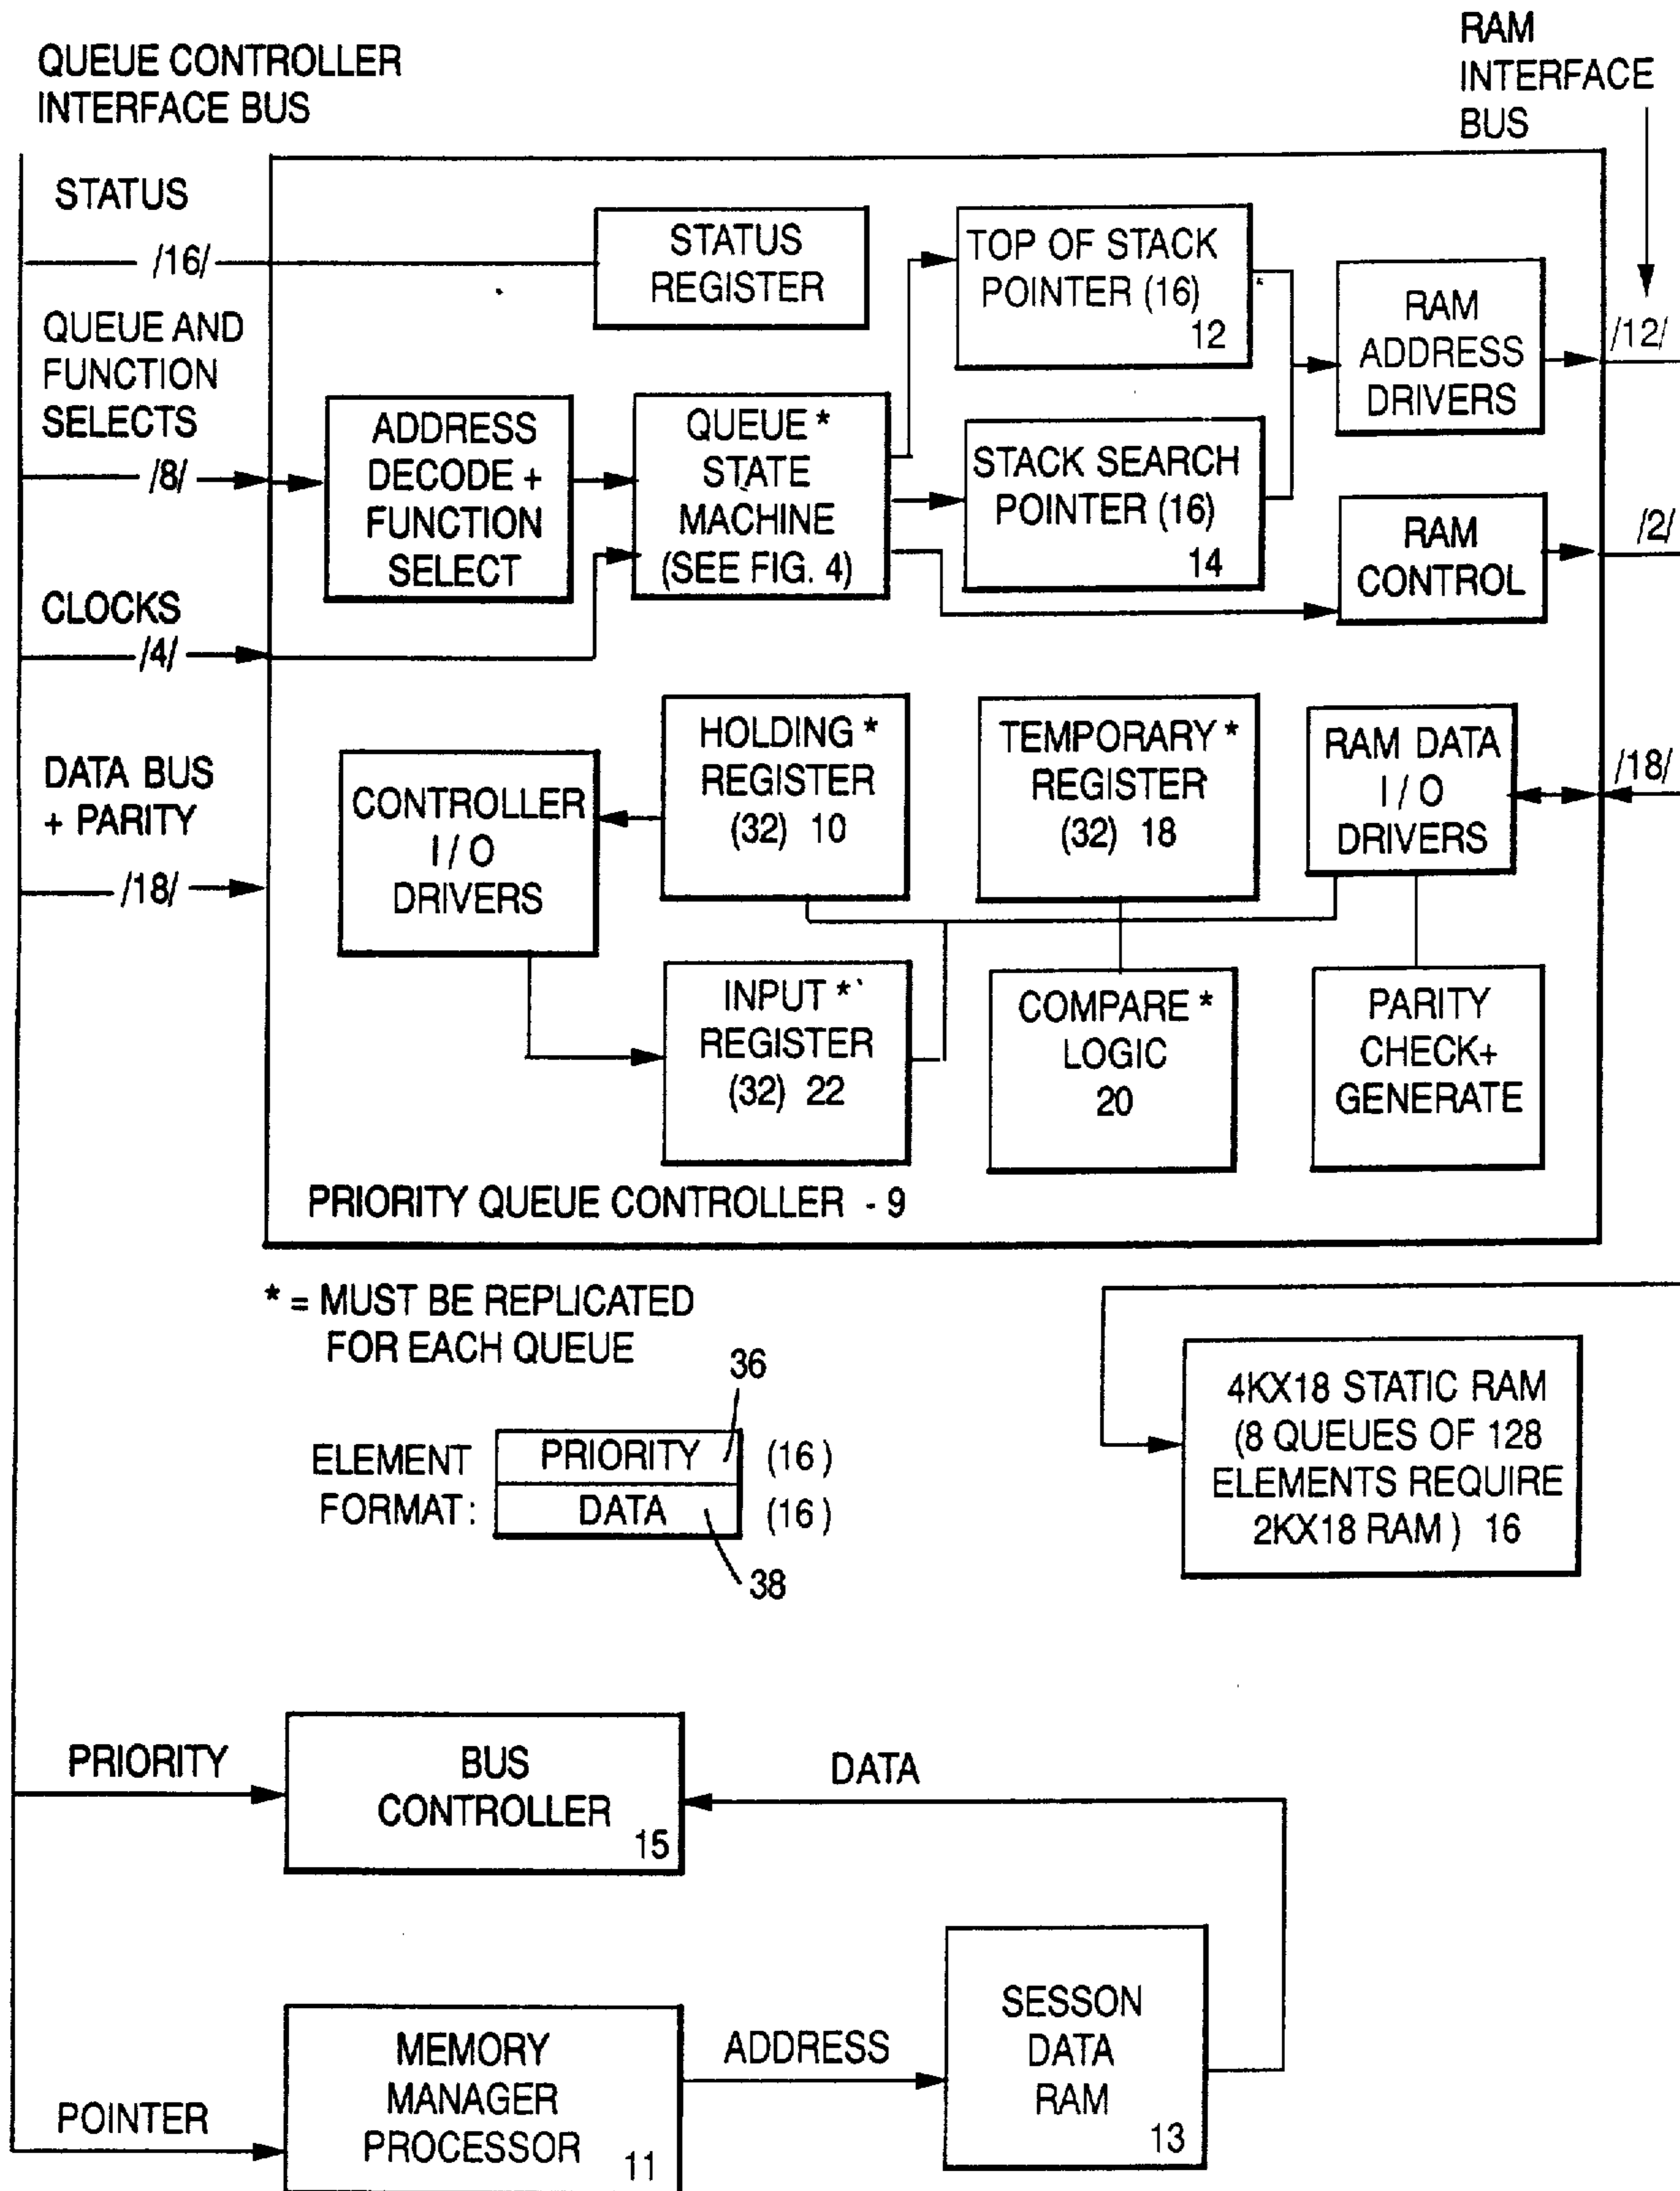 QUEUE CONTROLLER
INTERFACE BUS
RAM
INTERFACE
BUS
STATUS
/16/
STATUS
REGISTER
TOP OF STACK
POINTER (16)
12
RAM
ADDRESS
DRIVERS
/12/
QUEUE AND
FUNCTION
SELECTS
/8/
ADDRESS
DECODE +
FUNCTION
SELECT
QUEUE *
STATE
MACHINE
(SEE FIG. 4)
STACK SEARCH
POINTER (16)
14
RAM
CONTROL
/2/
CLOCKS
/4/
DATA BUS
+ PARITY
/18/
CONTROLLER
I / O
DRIVERS
HOLDING *
REGISTER
(32) 10
TEMPORARY *
REGISTER
(32) 18
RAM DATA
I / O
DRIVERS
/18/
INPUT *
REGISTER
(32) 22
COMPARE *
LOGIC
20
PARITY
CHECK+
GENERATE
PRIORITY QUEUE CONTROLLER - 9
* = MUST BE REPLICATED
FOR EACH QUEUE
36
ELEMENT
FORMAT:
PRIORITY
(16)
DATA
(16)
38
4KX18 STATIC RAM
(8 QUEUES OF 128
ELEMENTS REQUIRE
2KX18 RAM) 16
PRIORITY
BUS
CONTROLLER
15
DATA
POINTER
MEMORY
MANAGER
PROCESSOR
11
ADDRESS
SESSON
DATA
RAM
13